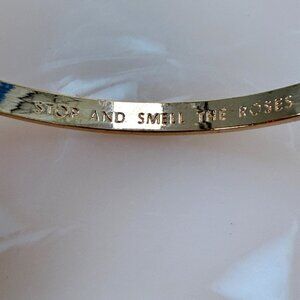 STOP AND SMELL THE ROSES